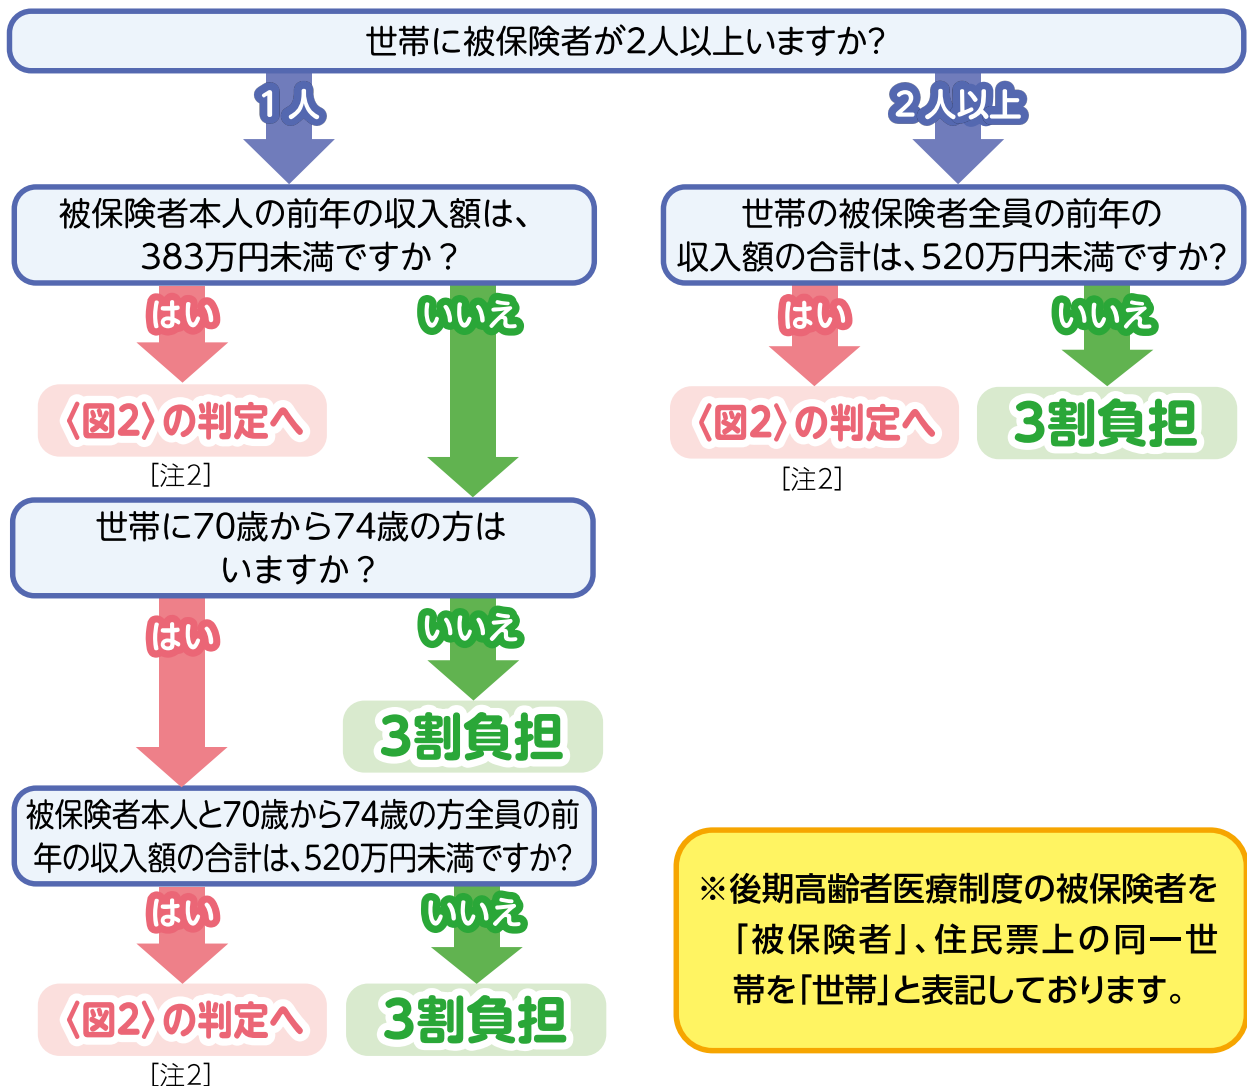 世帯に被保険者が2人以上いますか?
1人
2人以上
被保険者本人の前年の収入額は、
383万円未満ですか?
世帯の被保険者全員の前年の
収入額の合計は、520万円未満ですか?
はい
いいえ
はい
いいえ
〈図2〉の判定へ
[注2]
〈図2〉の判定へ
[注2]
3割負担
世帯に70歳から74歳の方は
いますか?
はい
いいえ
3割負担
被保険者本人と70歳から74歳の方全員の前
年の収入額の合計は、520万円未満ですか?
はい
いいえ
〈図2〉の判定へ
[注2]
3割負担
※後期高齢者医療制度の被保険者を
「被保険者」、住民票上の同一世
帯を「世帯」と表記しております。